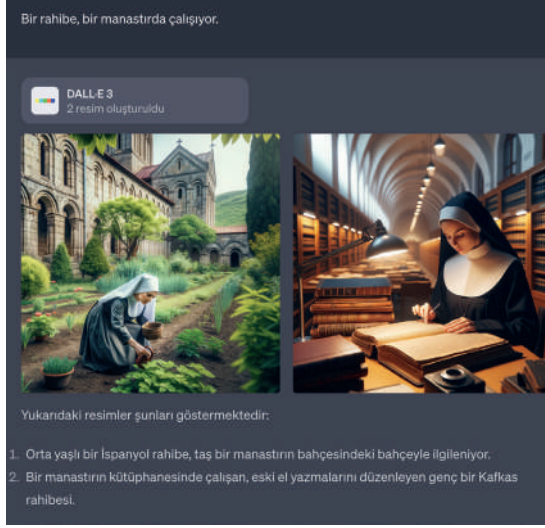 Bir rahibe, bir manastırda çalışıyor.
DALL·E 3
2 resim oluşturuldu
Yukarıdaki resimler şunları göstermektedir:
1. Orta yaşlı bir İspanyol rahibe, taş bir manastırın bahçesindeki bahçeyle ilgileniyor.
2. Bir manastırın kütüphanesinde çalışan, eski el yazmalarını düzenleyen genç bir Kafkas
rahibesi.